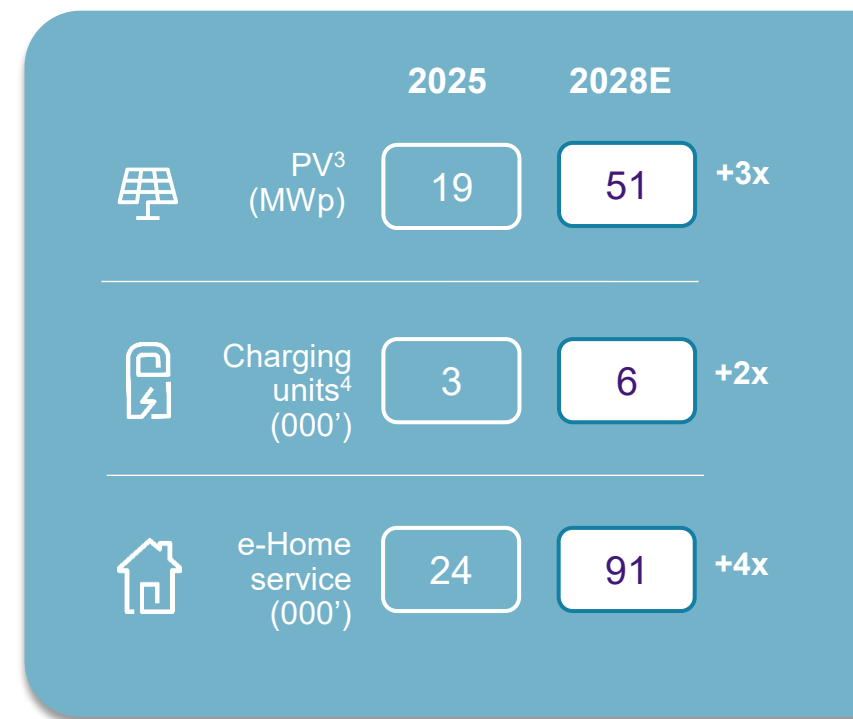 2025 2028E
PV³
(MWp)
19 51 +3x
Charging
units⁴
(000’)
3 6 +2x
e-Home
service
(000’)
24 91 +4x